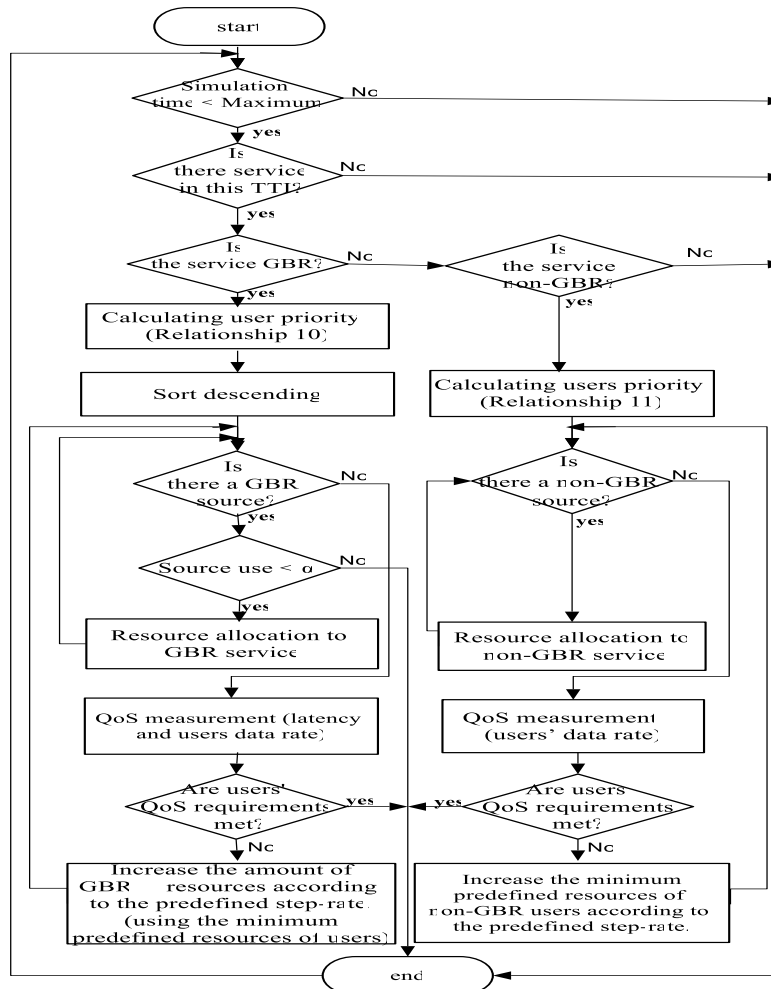 start
Simulation
time < Maximum
No
yes
Is
there service
in this TTI?
No
yes
Is
the service GBR?
No
yes
Is
the service
non-GBR?
No
yes
Calculating user priority
(Relationship 10)
Sort descending
Calculating users priority
(Relationship 11)
Is
there a GBR
source?
No
yes
Is
there a non-GBR
source?
No
yes
Source use < α
No
yes
Resource allocation to
GBR service
Resource allocation to
non-GBR service
QoS measurement (latency
and users data rate)
QoS measurement
(users' data rate)
Are users'
QoS requirements
met?
yes
No
Are users
QoS requirements
met?
yes
No
Increase the amount of
GBR resources according
to the predefined step-rate.
(using the minimum
predefined resources of users)
Increase the minimum
predefined resources of
non-GBR users according to
the predefined step-rate.
end